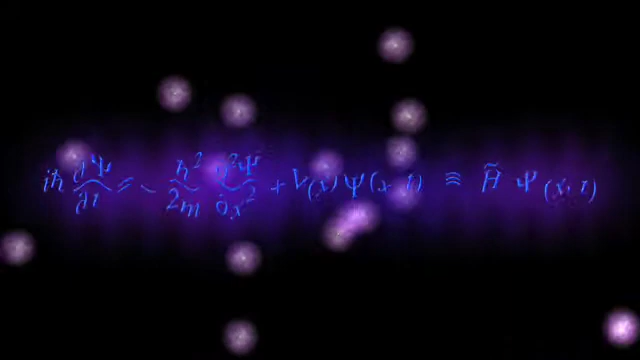 iħ ∂Ψ/∂t = - ħ²/2m ∂²Ψ/∂x² + V(x)Ψ(x, t) ≡ H̃ Ψ(x, t)